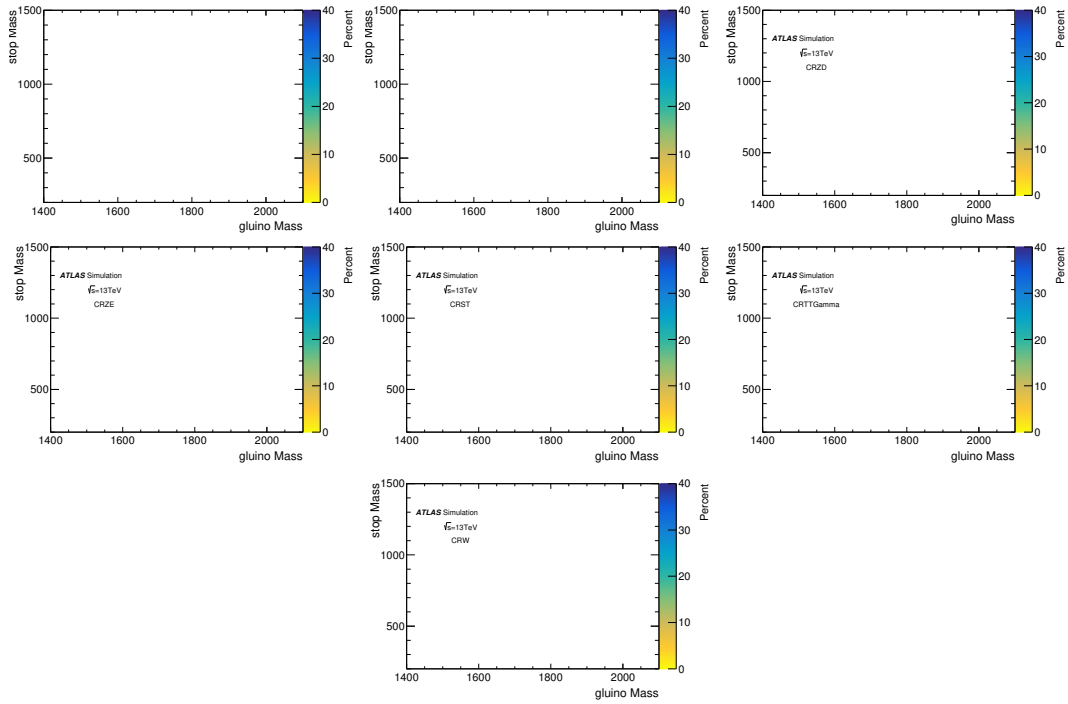 stop Mass
1500
1000
500
1400 1600 1800 2000
gluino Mass
40
30
20
10
0
Percent
stop Mass
1500
1000
500
1400 1600 1800 2000
gluino Mass
40
30
20
10
0
Percent
stop Mass
1500
1000
500
1400 1600 1800 2000
gluino Mass
40
30
20
10
0
Percent
ATLAS Simulation
√s=13TeV
CRZD
stop Mass
1500
1000
500
1400 1600 1800 2000
gluino Mass
40
30
20
10
0
Percent
ATLAS Simulation
√s=13TeV
CRZE
stop Mass
1500
1000
500
1400 1600 1800 2000
gluino Mass
40
30
20
10
0
Percent
ATLAS Simulation
√s=13TeV
CRST
stop Mass
1500
1000
500
1400 1600 1800 2000
gluino Mass
40
30
20
10
0
Percent
ATLAS Simulation
√s=13TeV
CRTTGamma
stop Mass
1500
1000
500
1400 1600 1800 2000
gluino Mass
40
30
20
10
0
Percent
ATLAS Simulation
√s=13TeV
CRW